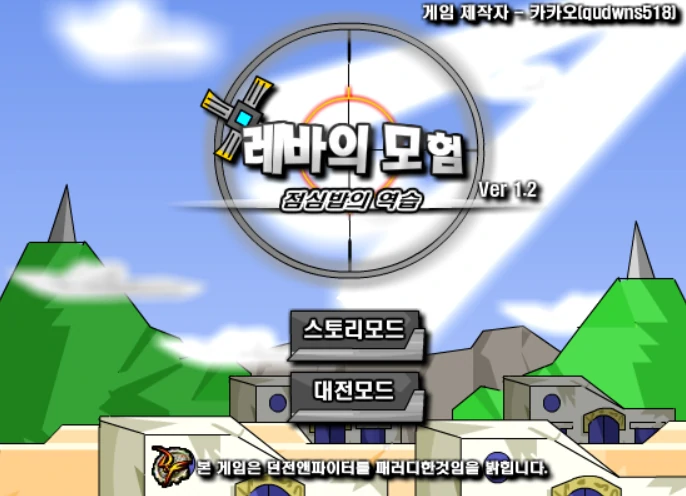 게임 제작자 - 카카오(qudwns518)
레바의 모험
점심밥의 역습
Ver 1.2
스토리모드
대전모드
본 게임은 던전앤파이터를 패러디한것임을 밝힙니다.